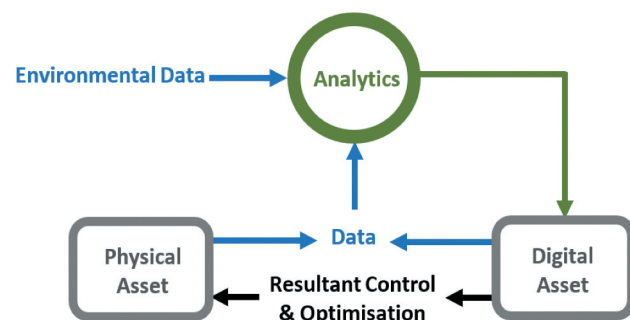 Environmental Data
Analytics
Data
Physical
Asset
Digital
Asset
Resultant Control
& Optimisation